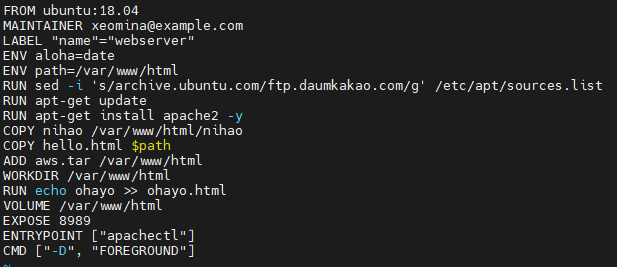 FROM ubuntu:18.04
MAINTAINER xeomina@example.com
LABEL "name"="webserver"
ENV aloha=date
ENV path=/var/www/html
RUN sed -i 's/archive.ubuntu.com/ftp.daumkakao.com/g' /etc/apt/sources.list
RUN apt-get update
RUN apt-get install apache2 -y
COPY nihao /var/www/html/nihao
COPY hello.html $path
ADD aws.tar /var/www/html
WORKDIR /var/www/html
RUN echo ohayo >> ohayo.html
VOLUME /var/www/html
EXPOSE 8989
ENTRYPOINT ["apachectl"]
CMD ["-D", "FOREGROUND"]